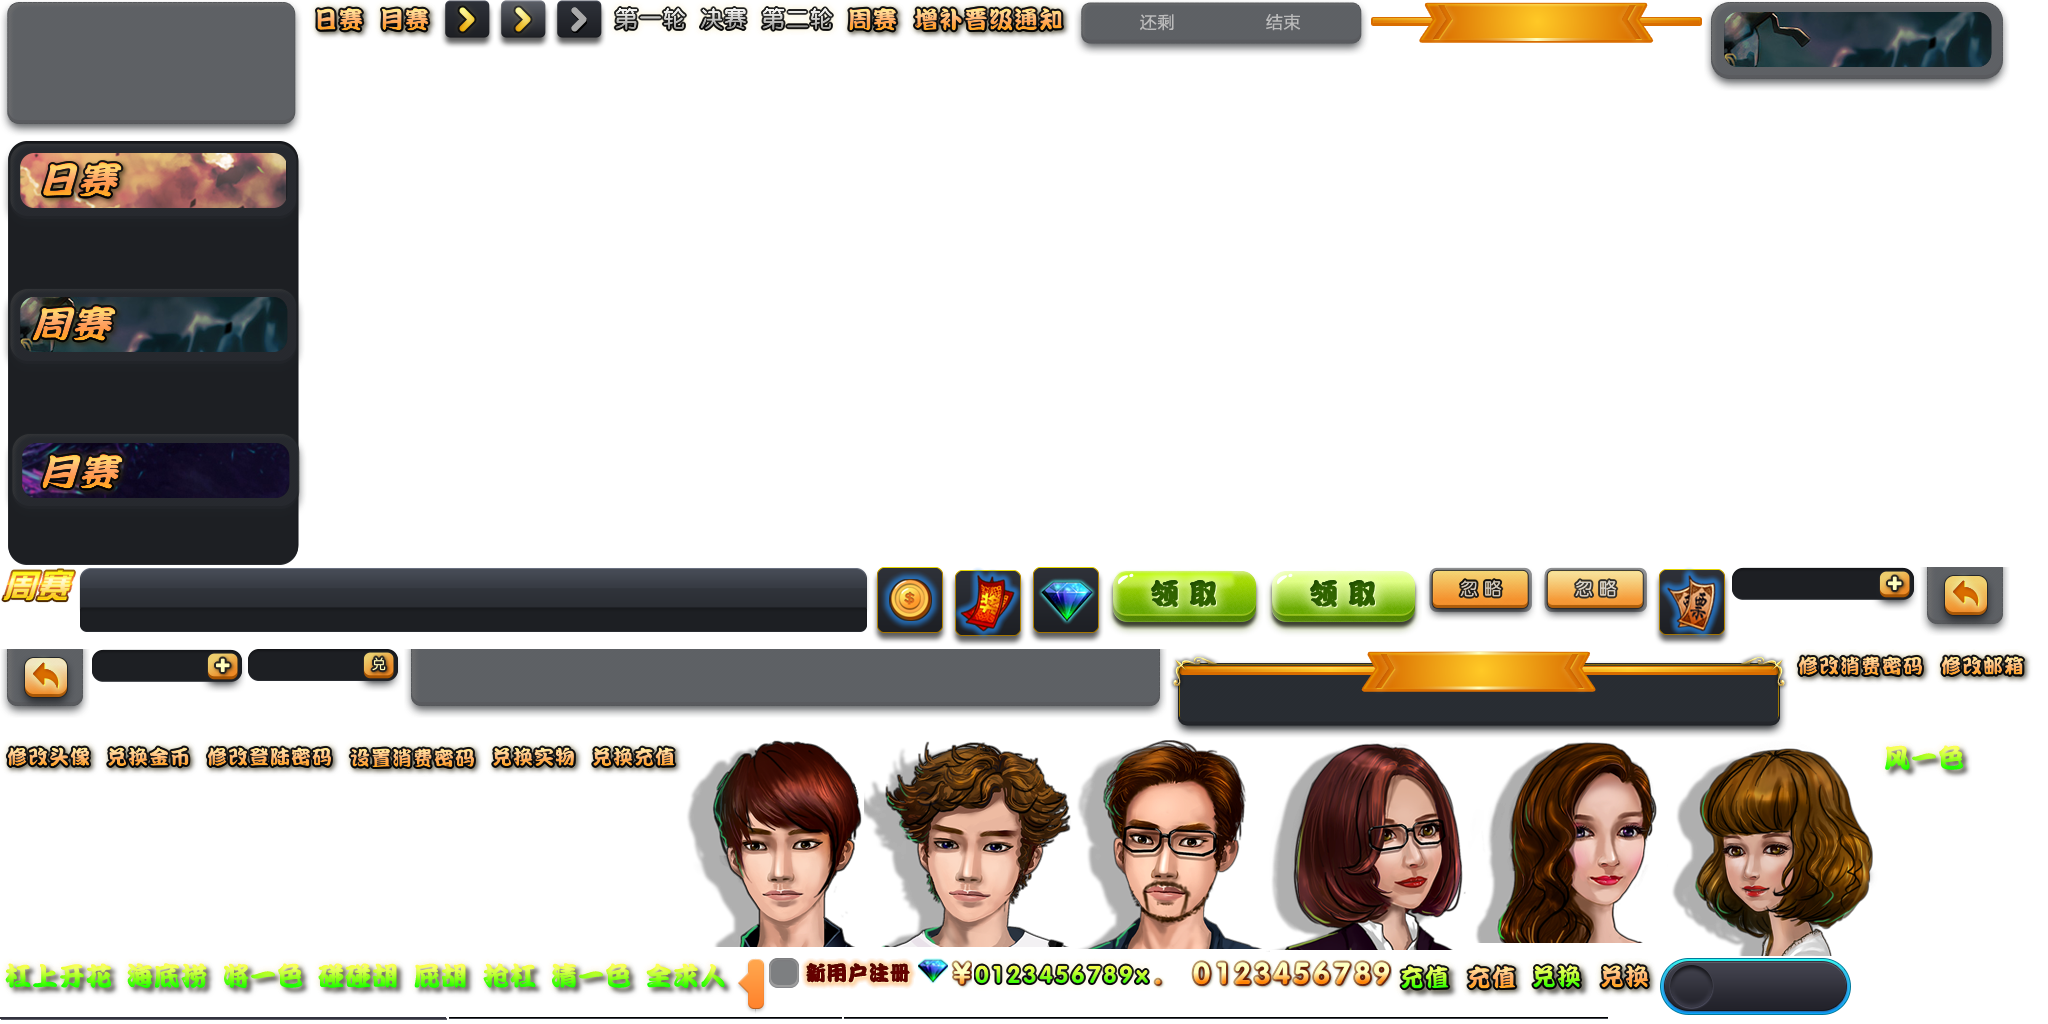 日赛 月赛 第一轮 决赛 第二轮 周赛 增补晋级通知 还剩 结束
日赛
周赛
月赛
周赛 $ 领取 领取 忽略 忽略 票
兑 修改消费密码 修改邮箱
修改头像 兑换金币 修改登陆密码 设置消费密码 兑换实物 兑换充值 风一色
杠上开花 海底捞 将一色 碰碰胡 屁胡 抢杠 清一色 全求人 新用户注册 ¥0123456789x. 0123456789 充值 充值 兑换 兑换